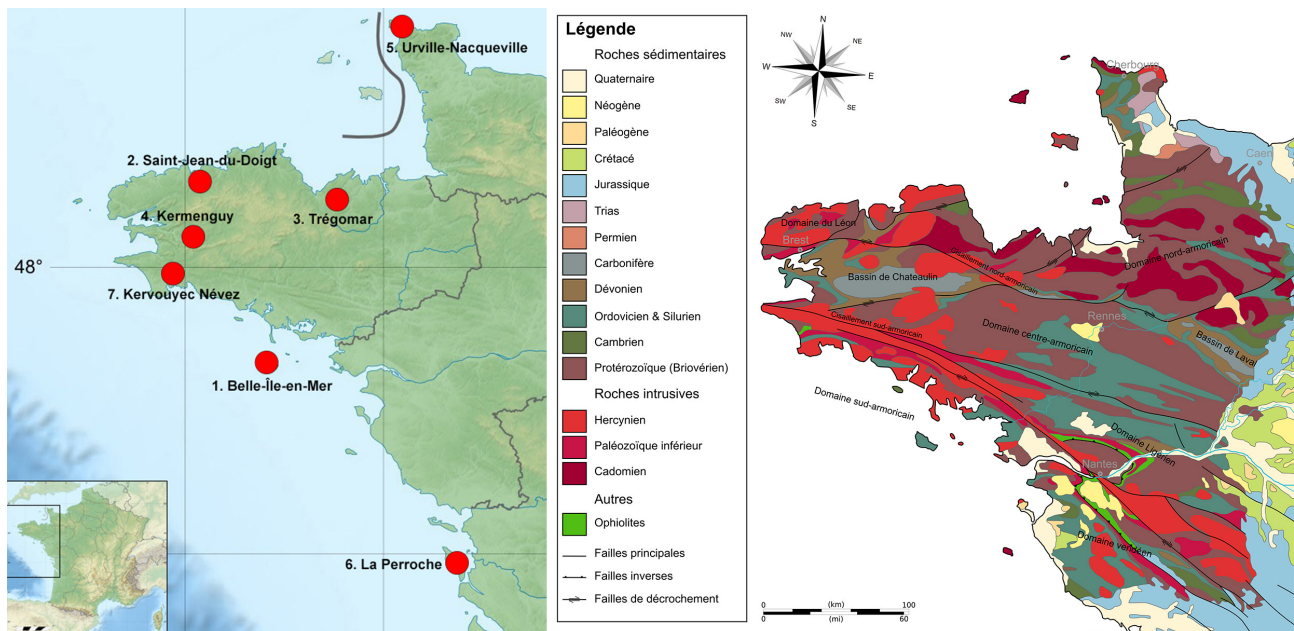 5. Urville-Nacqueville
2. Saint-Jean-du-Doigt
4. Kermenguy
3. Trégomar
48°
7. Kervouyec Névez
1. Belle-Île-en-Mer
6. La Perroche
Légende
Roches sédimentaires
Quaternaire
Néogène
Paléogène
Crétacé
Jurassique
Trias
Permien
Carbonifère
Dévonien
Ordovicien & Silurien
Cambrien
Protérozoïque (Briovérien)
Roches intrusives
Hercynien
Paléozoïque inférieur
Cadomien
Autres
Ophiolites
Failles principales
Failles inverses
Failles de décrochement
N
NW
NE
W
E
SW
SE
S
Cherbourg
Caen
Domaine du Léon
Brest
Domaine nord-armoricain
Cisaillement nord-armoricain
Bassin de Chateaulin
Rennes
Cisaillement sud-armoricain
Domaine centre-armoricain
Bassin de Laval
Domaine sud-armoricain
Domaine Ligérien
Nantes
Domaine vendéen
0 (km) 100
0 (mi) 60